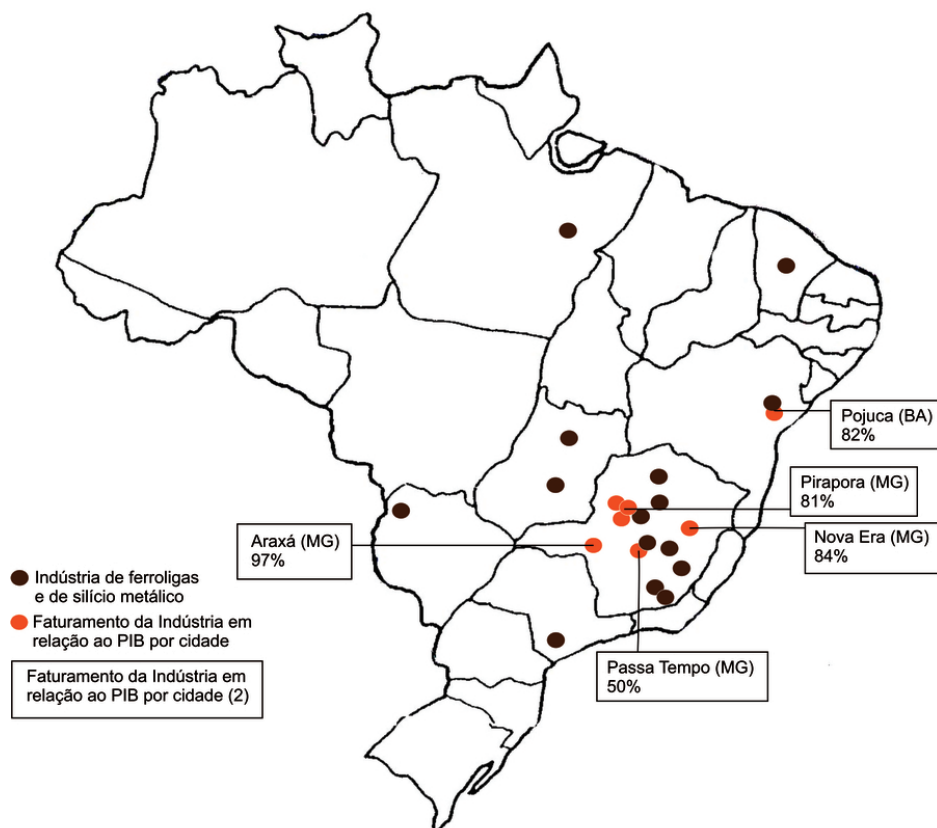 Pojuca (BA)
82%
Pirapora (MG)
81%
Araxá (MG)
97%
Nova Era (MG)
84%
Indústria de ferroligas
e de silício metálico
Faturamento da Indústria em
relação ao PIB por cidade
Passa Tempo (MG)
50%
Faturamento da Indústria em
relação ao PIB por cidade (2)